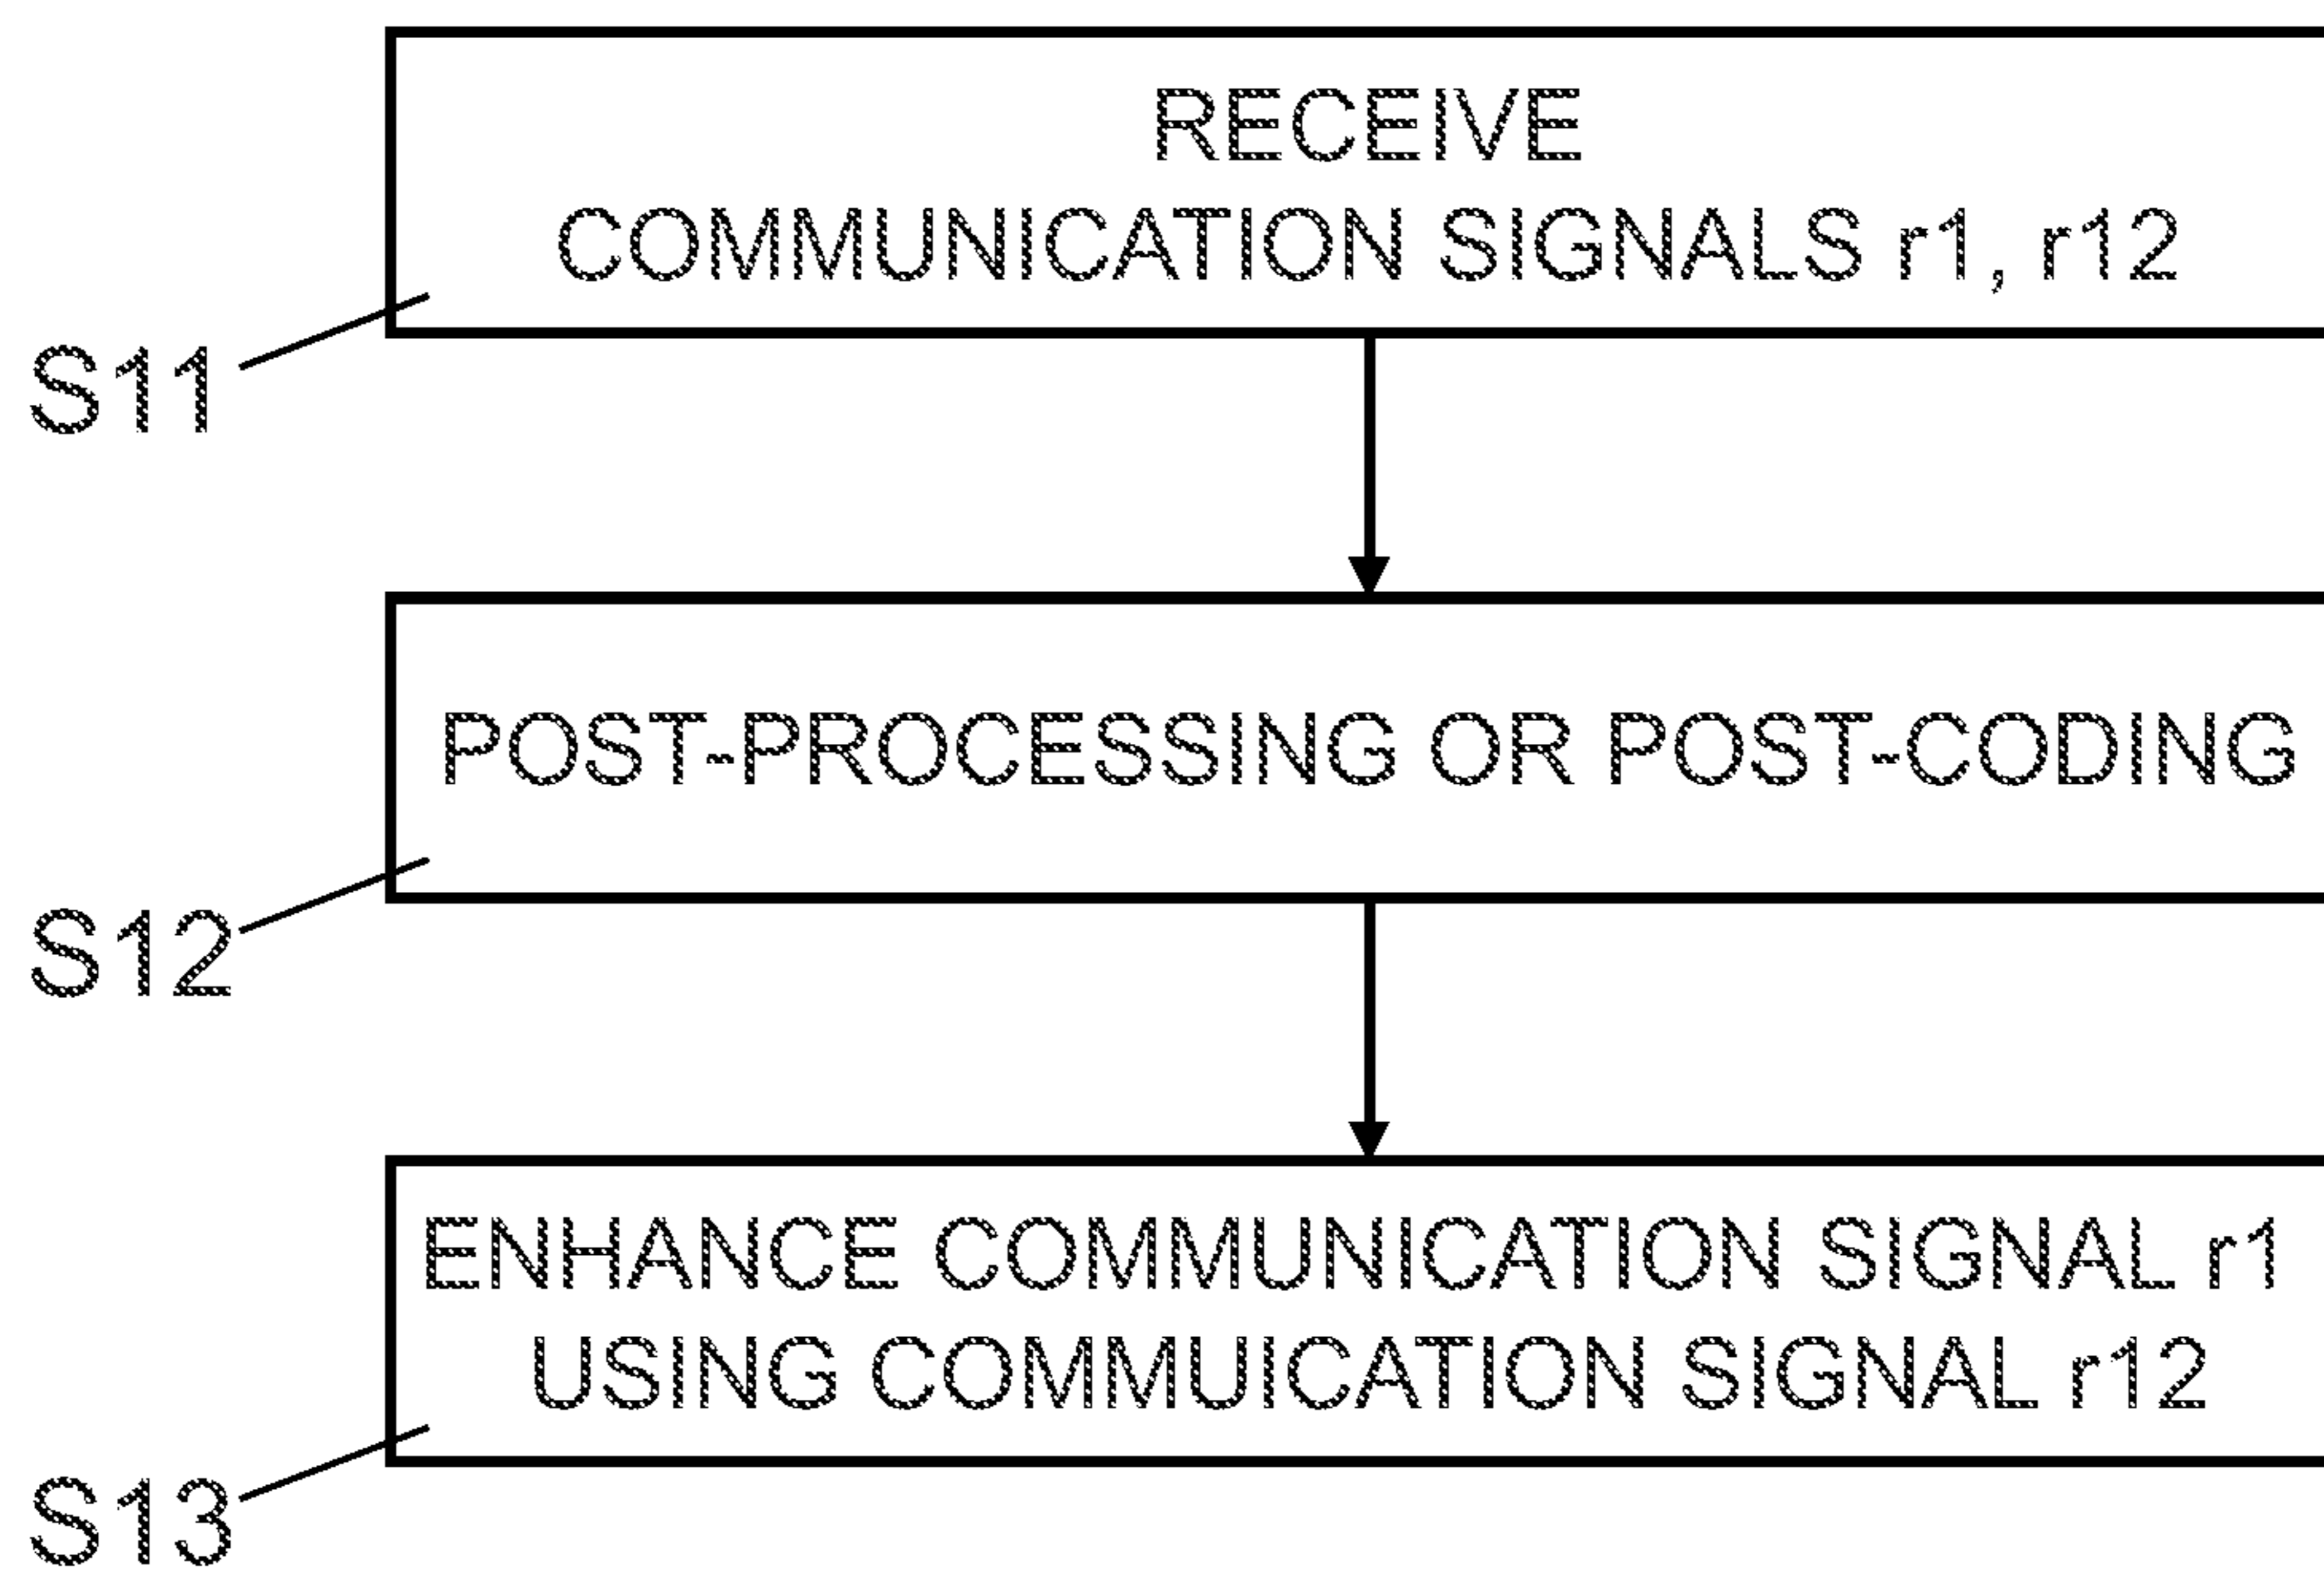 RECEIVE
COMMUNICATION SIGNALS r1, r12
S11
POST-PROCESSING OR POST-CODING
S12
ENHANCE COMMUNICATION SIGNAL r1
USING COMMUICATION SIGNAL r12
S13